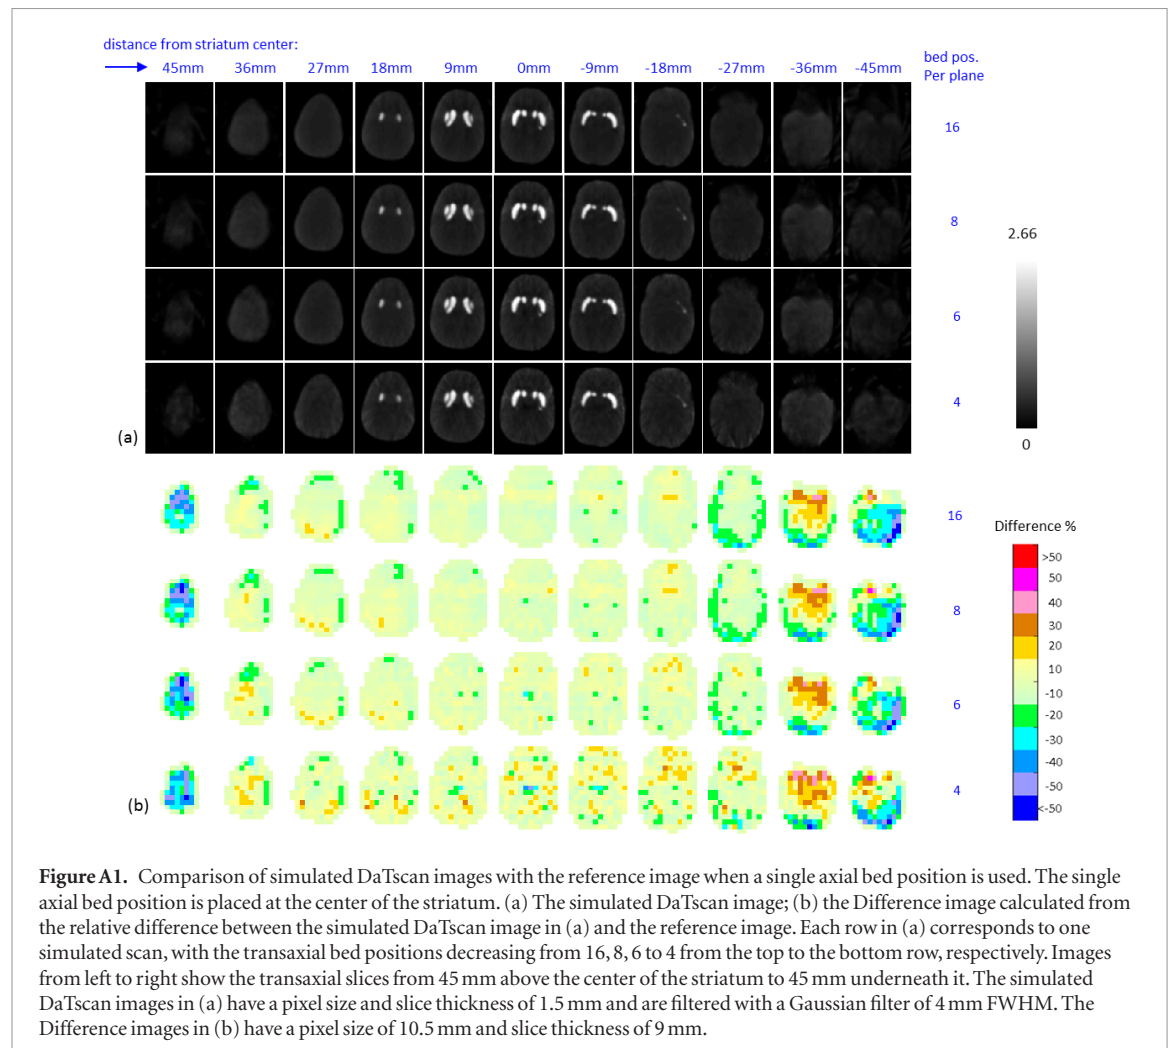 distance from striatum center:
45mm 36mm 27mm 18mm 9mm 0mm -9mm -18mm -27mm -36mm -45mm
bed pos.
Per plane
16
8
6
4
2.66
0
(a)
16
8
6
4
(b)
Difference %
>50
50
40
30
20
10
-10
-20
-30
-40
-50
<-50
Figure A1. Comparison of simulated DaTscan images with the reference image when a single axial bed position is used. The single
axial bed position is placed at the center of the striatum. (a) The simulated DaTscan image; (b) the Difference image calculated from
the relative difference between the simulated DaTscan image in (a) and the reference image. Each row in (a) corresponds to one
simulated scan, with the transaxial bed positions decreasing from 16, 8, 6 to 4 from the top to the bottom row, respectively. Images
from left to right show the transaxial slices from 45 mm above the center of the striatum to 45 mm underneath it. The simulated
DaTscan images in (a) have a pixel size and slice thickness of 1.5 mm and are filtered with a Gaussian filter of 4 mm FWHM. The
Difference images in (b) have a pixel size of 10.5 mm and slice thickness of 9 mm.